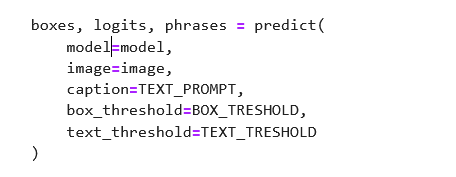 boxes, logits, phrases = predict(
    model=model,
    image=image,
    caption=TEXT_PROMPT,
    box_threshold=BOX_TRESHOLD,
    text_threshold=TEXT_TRESHOLD
)